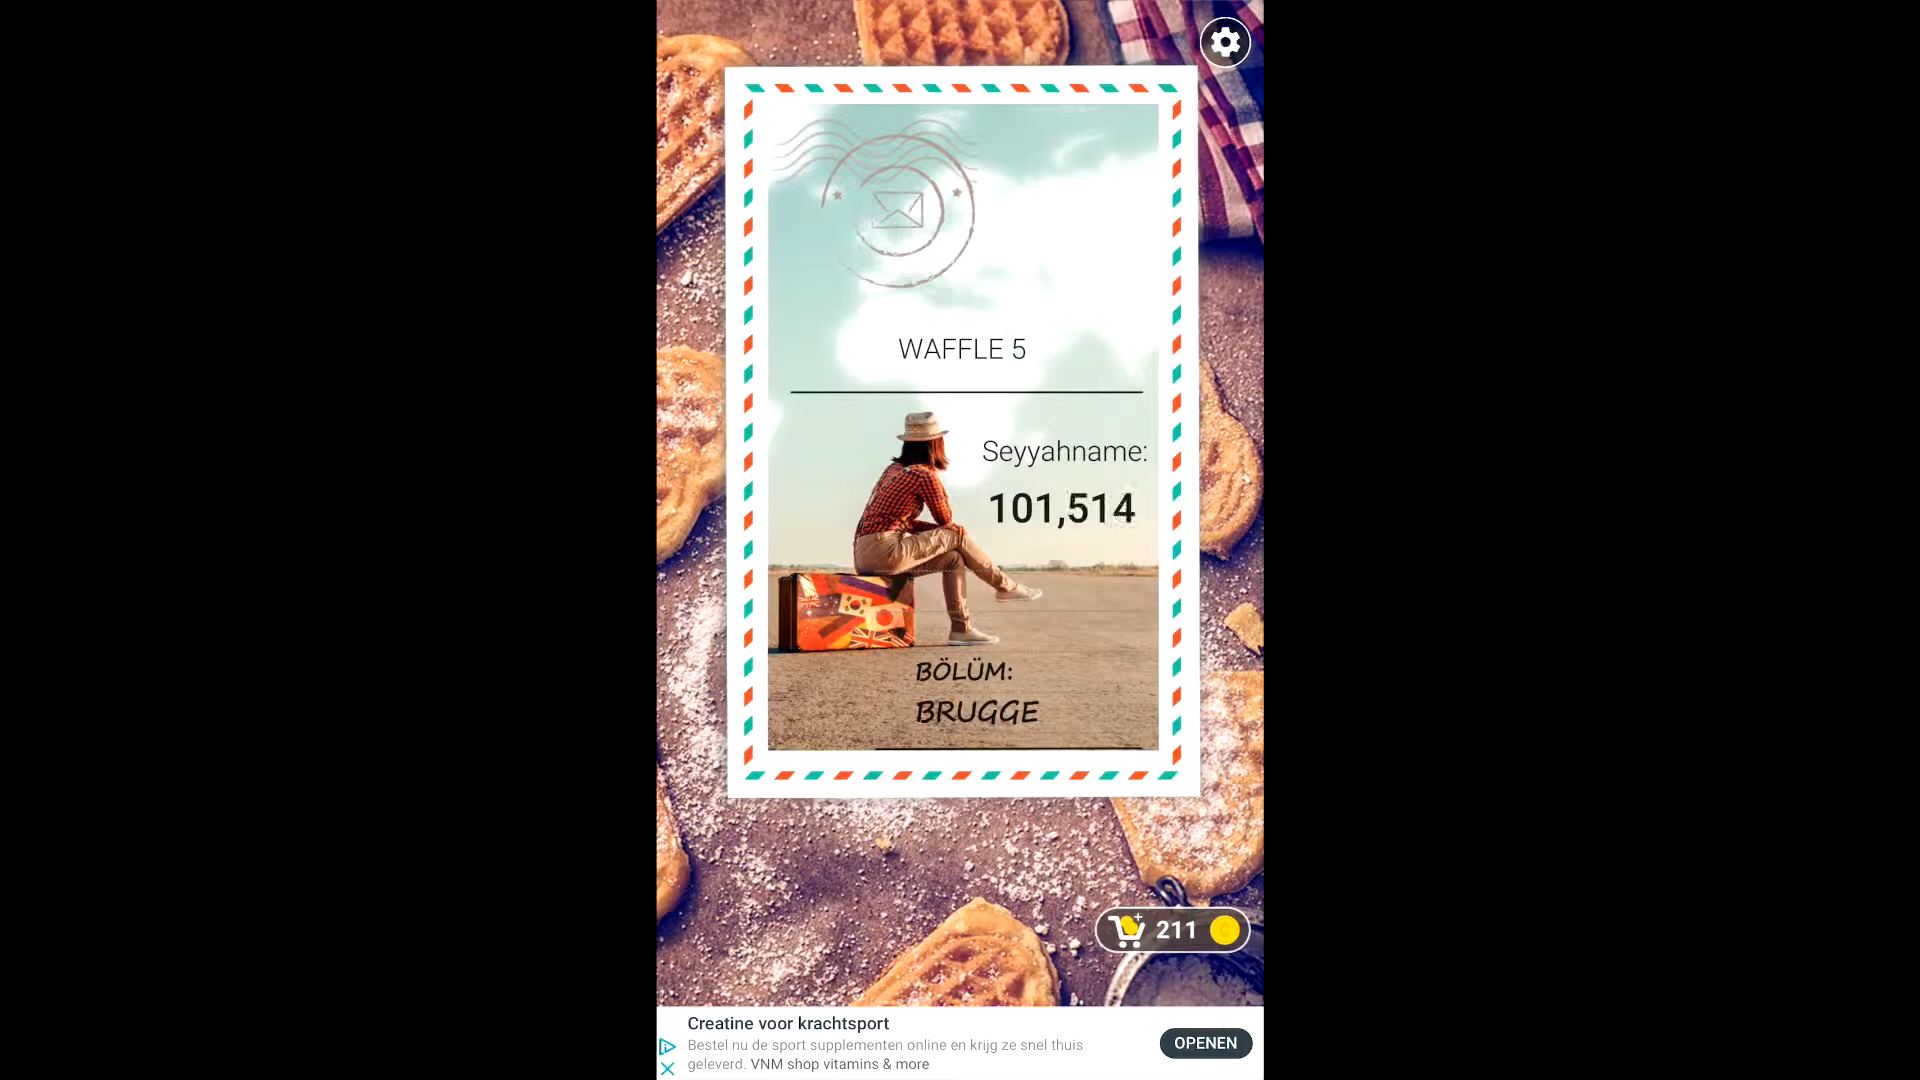 WAFFLE 5
Seyyahname:
101,514
BÖLÜM:
BRUGGE
211
Creatine voor krachtsport
Bestel nu de sport supplementen online en krijg ze snel thuis
geleverd. VNM shop vitamins & more
OPENEN